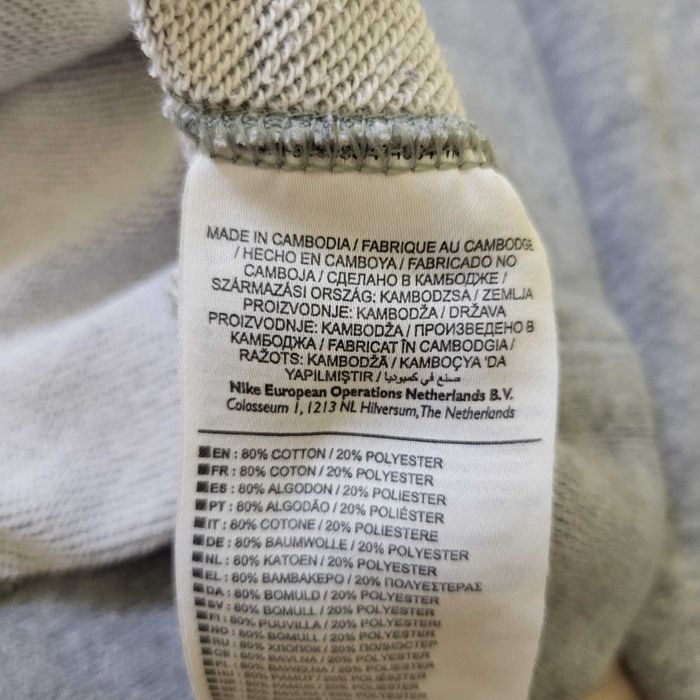 MADE IN CAMBODIA / FABRIQUE AU CAMBODGE
/ HECHO EN CAMBOYA / FABRICADO NO
CAMBOJA / СДЕЛАНО В КАМБОДЖЕ /
SZÁRMAZÁSI ORSZÁG: KAMBODZSA / ZEMLJA
PROIZVODNJE: KAMBODŽA / DRŽAVA
PROIZVODNJE: KAMBODŽA / ПРОИЗВЕДЕНО В
КАМБОДЖА / FABRICAT ÎN CAMBODGIA /
RAŽOTS: KAMBODŽĀ / KAMBOÇYA 'DA
YAPILMIŞTIR / صنع في كمبوديا
Nike European Operations Netherlands B.V.
Colosseum 1, 1213 NL Hilversum, The Netherlands
EN : 80% COTTON / 20% POLYESTER
FR : 80% COTON / 20% POLYESTER
ES : 80% ALGODON / 20% POLIÉSTER
PT : 80% ALGODÃO / 20% POLIÉSTER
IT : 80% COTONE / 20% POLIESTERE
DE : 80% BAUMWOLLE / 20% POLYESTER
NL : 80% KATOEN / 20% POLYESTER
EL : 80% ΒΑΜΒΑΚΕΡΟ / 20% ΠΟΛΥΕΣΤΕΡΑΣ
DA : 80% BOMULD / 20% POLYESTER
SV : 80% BOMULL / 20% POLYESTER
FI : 80% PUUVILLA / 20% POLYESTERI
NO : 80% BOMULL / 20% POLYESTER
RU : 80% ХЛОПОК / 20% ПОЛИЭСТЕР
80% BAVLNA / 20% POLYESTER
PL :
HU : 80% PAMUT / 20%